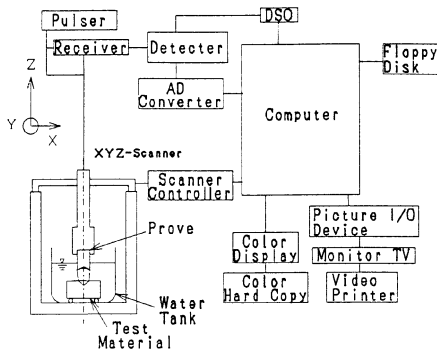 Pulser
DSO
Receiver
Detecter
Floppy
Disk
Z
AD
Converter
Computer
Y
X
XYZ-Scanner
Scanner
Controller
Picture I/O
Device
Prove
Color
Display
Monitor TV
Water
Tank
Color
Hard Copy
Video
Printer
Test
Material